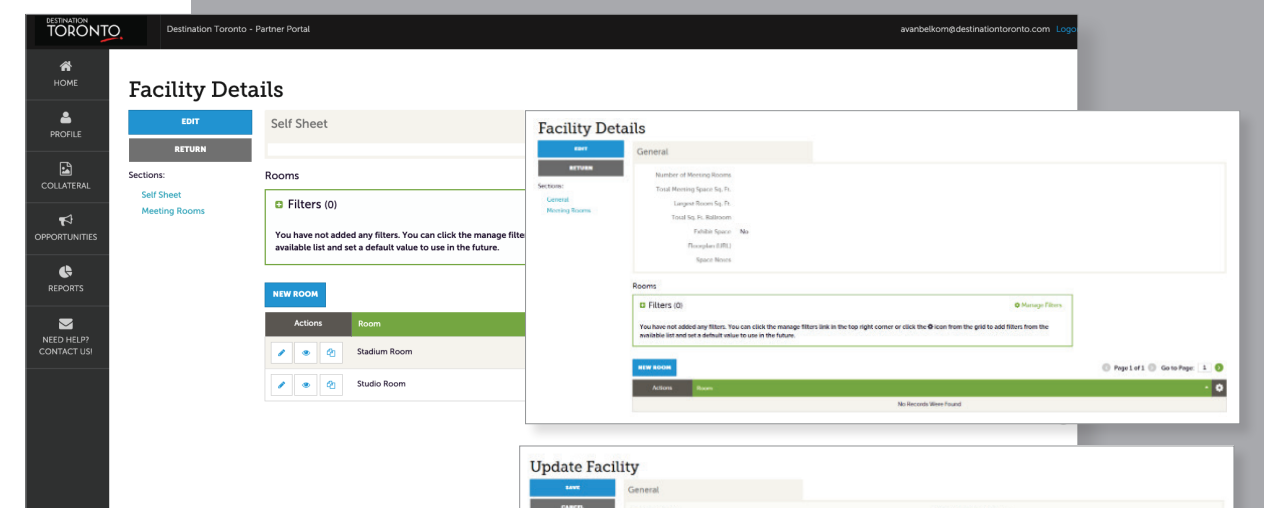 DESTINATION
TORONTO
Destination Toronto - Partner Portal
avanbelkom@destinationtoronto.com Logo
HOME
PROFILE
COLLATERAL
OPPORTUNITIES
REPORTS
NEED HELP?
CONTACT US!
Facility Details
EDIT
RETURN
Sections:
Self Sheet
Meeting Rooms
Self Sheet
Rooms
Filters (0)
You have not added any filters. You can click the manage filte
available list and set a default value to use in the future.
NEW ROOM
Actions Room
Stadium Room
Studio Room
Facility Details
EDIT
RETURN
Sections:
General
Meeting Rooms
General
Number of Meeting Rooms
Total Meeting Space Sq. Ft.
Largest Room Sq. Ft.
Total Sq. Ft. Ballroom
Exhibit Space No
Floorplan (URL)
Space Notes
Rooms
Filters (0) Manage Filters
You have not added any filters. You can click the manage filters link in the top right corner or click the icon from the grid to add filters from the
available list and set a default value to use in the future.
NEW ROOM
Page 1 of 1 Go to Page: 1
Actions Room
No Records Were Found
Update Facility
SAVE
CANCEL
General